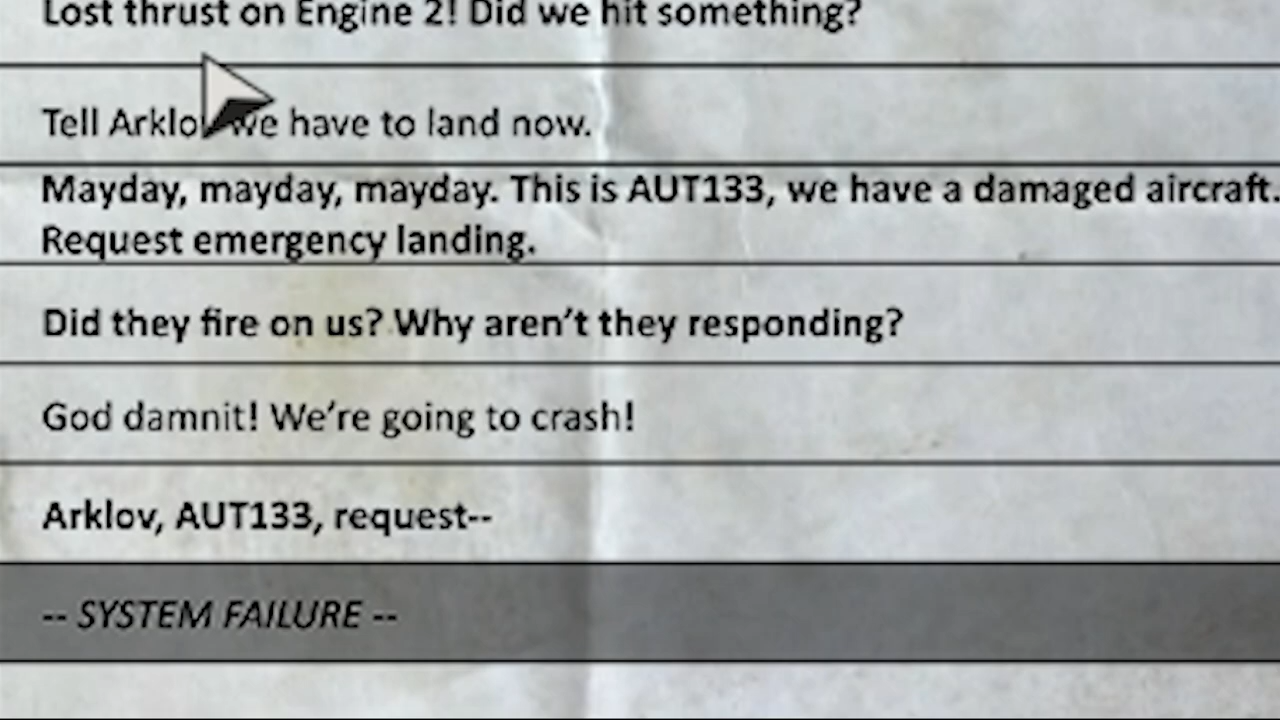 Lost thrust on Engine 2! Did we hit something?
Tell Arklov we have to land now.
Mayday, mayday, mayday. This is AUT133, we have a damaged aircraft.
Request emergency landing.
Did they fire on us? Why aren't they responding?
God damnit! We're going to crash!
Arklov, AUT133, request--
-- SYSTEM FAILURE --